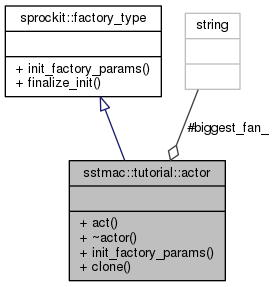 sprockit::factory_type
+ init_factory_params()
+ finalize_init()
string
#biggest_fan_
sstmac::tutorial::actor
+ act()
+ ~actor()
+ init_factory_params()
+ clone()